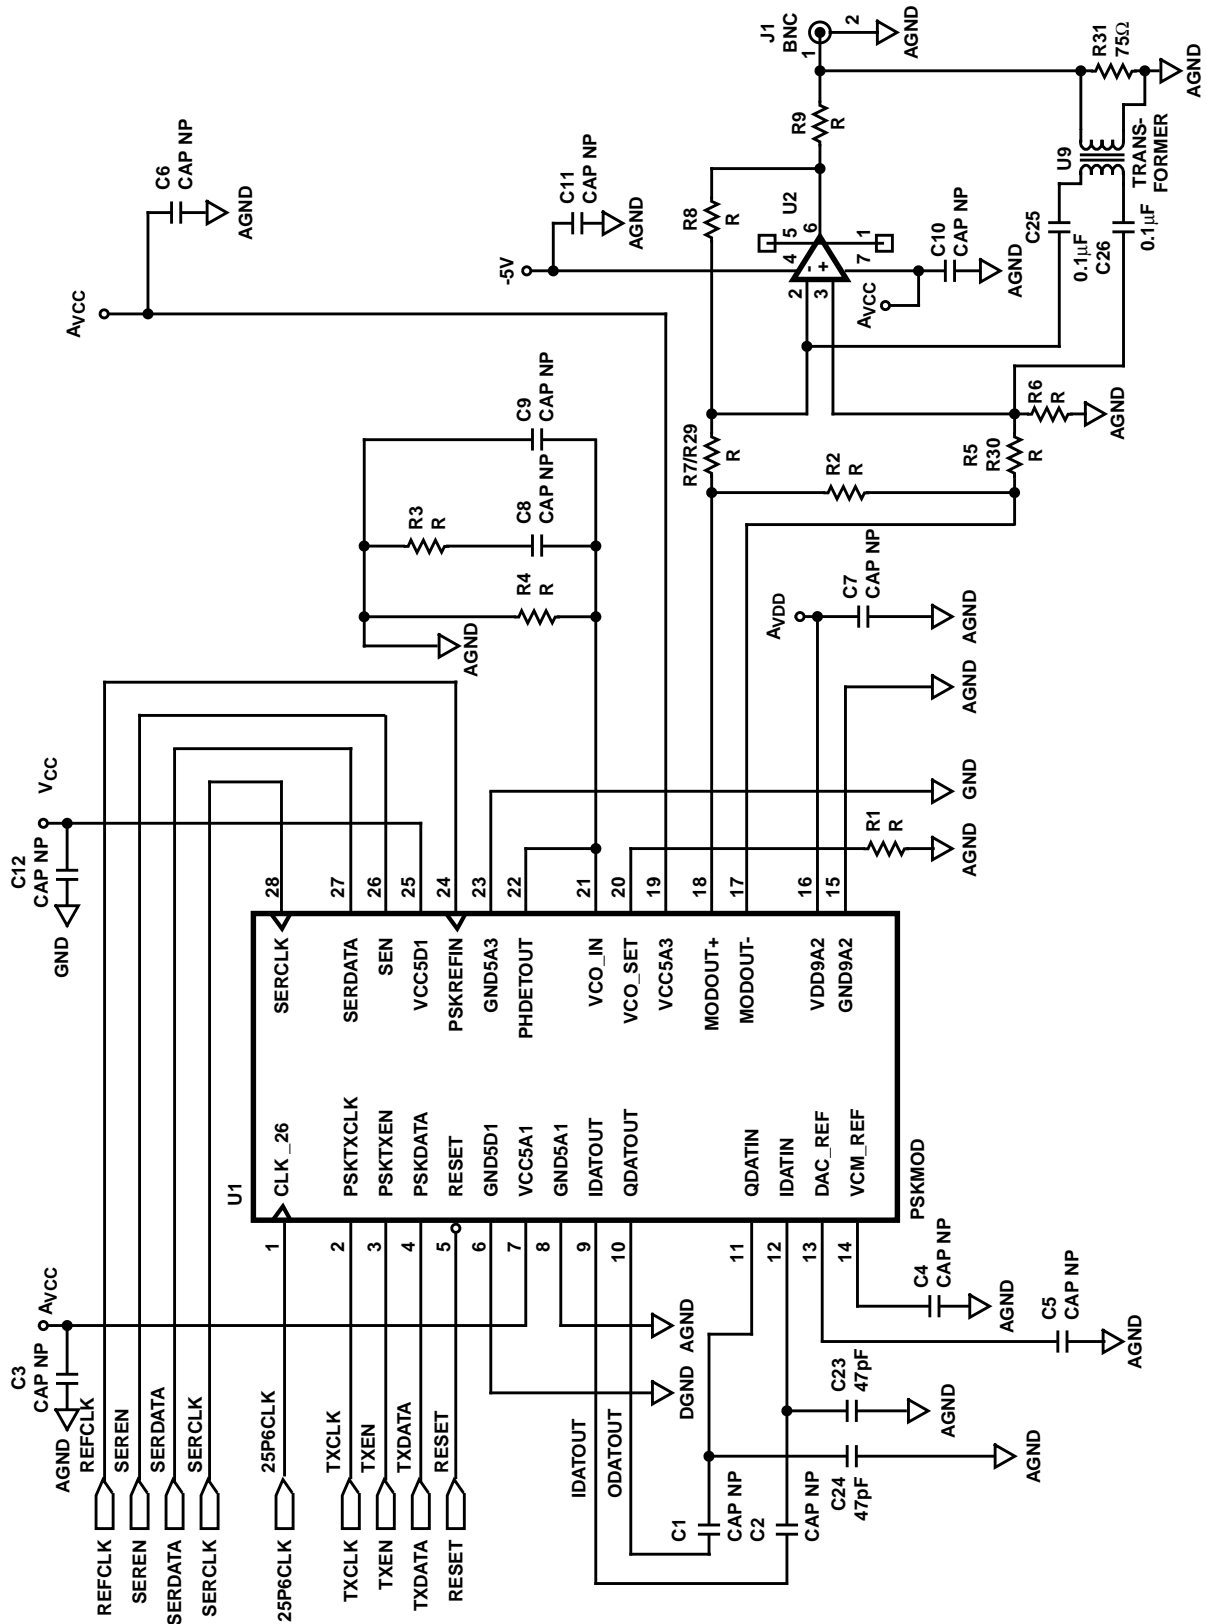 C3
CAP NP
AGND
AVCC
C12
CAP NP
GND
VCC
AVCC
C6
CAP NP
AGND
REFCLK
REFCLK
SEREN
SEREN
SERDATA
SERDATA
SERCLK
SERCLK
25P6CLK
25P6CLK
TXCLK
TXCLK
TXEN
TXEN
TXDATA
TXDATA
RESET
RESET
U1
1
CLK_26
SERCLK
28
2
PSKTXCLK
SERDATA
27
3
PSKTXEN
SEN
26
4
PSKDATA
VCC5D1
25
5
RESET
PSKREFIN
24
6
GND5D1
GND5A3
23
7
VCC5A1
PHDETOUT
22
8
GND5A1
9
IDATOUT
VCO_IN
21
10
QDATOUT
VCO_SET
20
VCC5A3
19
MODOUT+
18
11
QDATIN
MODOUT-
17
12
IDATIN
13
DAC_REF
VDD9A2
16
14
VCM_REF
GND9A2
15
PSKMOD
IDATOUT
ODATOUT
DGND
AGND
C1
CAP NP
C2
CAP NP
C24
47pF
C23
47pF
AGND
AGND
C4
CAP NP
AGND
C5
CAP NP
AGND
AGND
R4
R
R3
R
C8
CAP NP
C9
CAP NP
-5V
C11
CAP NP
AGND
R7/R29
R
R8
R
R2
R
R5
R30
R
R6
R
AGND
AVDD
C7
CAP NP
AGND
AGND
GND
R1
R
AGND
2
3
4
5
U2
6
7
1
- +
AVCC
C10
CAP NP
AGND
R9
R
J1
BNC
1
2
AGND
C25
0.1µF
C26
0.1µF
U9
TRANS-
FORMER
R31
75Ω
AGND